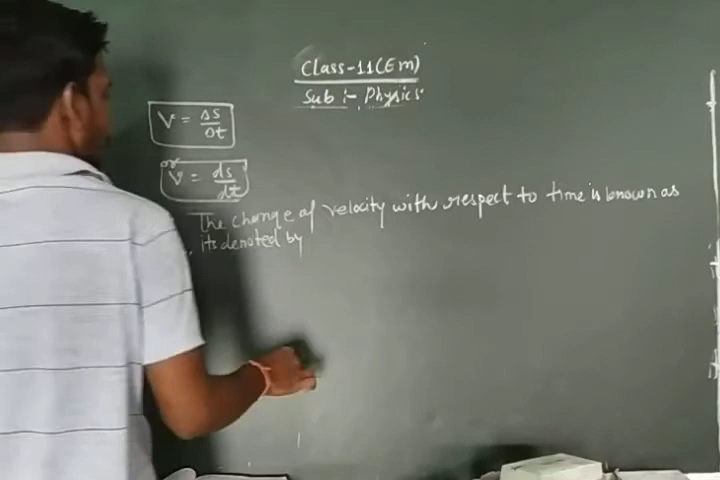 Class-11(Em)
Sub :- Physics
V = Δs/Δt
or
V = ds/dt
The change of velocity with respect to time is known as
its denoted by